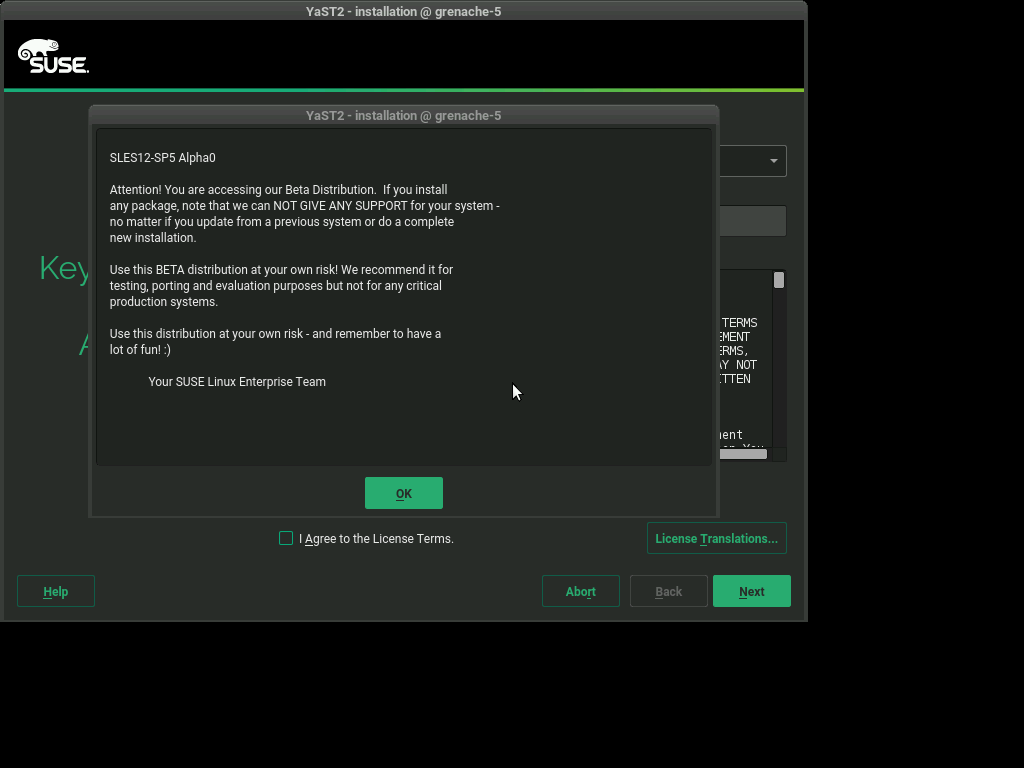 YaST2 - installation @ grenache-5
SUSE.
YaST2 - installation @ grenache-5
SLES12-SP5 Alpha0
Attention! You are accessing our Beta Distribution.  If you install
any package, note that we can NOT GIVE ANY SUPPORT for your system -
no matter if you update from a previous system or do a complete
new installation.
Use this BETA distribution at your own risk! We recommend it for
testing, porting and evaluation purposes but not for any critical
production systems.
Use this distribution at your own risk - and remember to have a
lot of fun! :)
Your SUSE Linux Enterprise Team
Key
TERMS
EMENT
ERMS,
AY NOT
ITTEN
ment
You
OK
I Agree to the License Terms.
License Translations...
Help
Abort
Back
Next